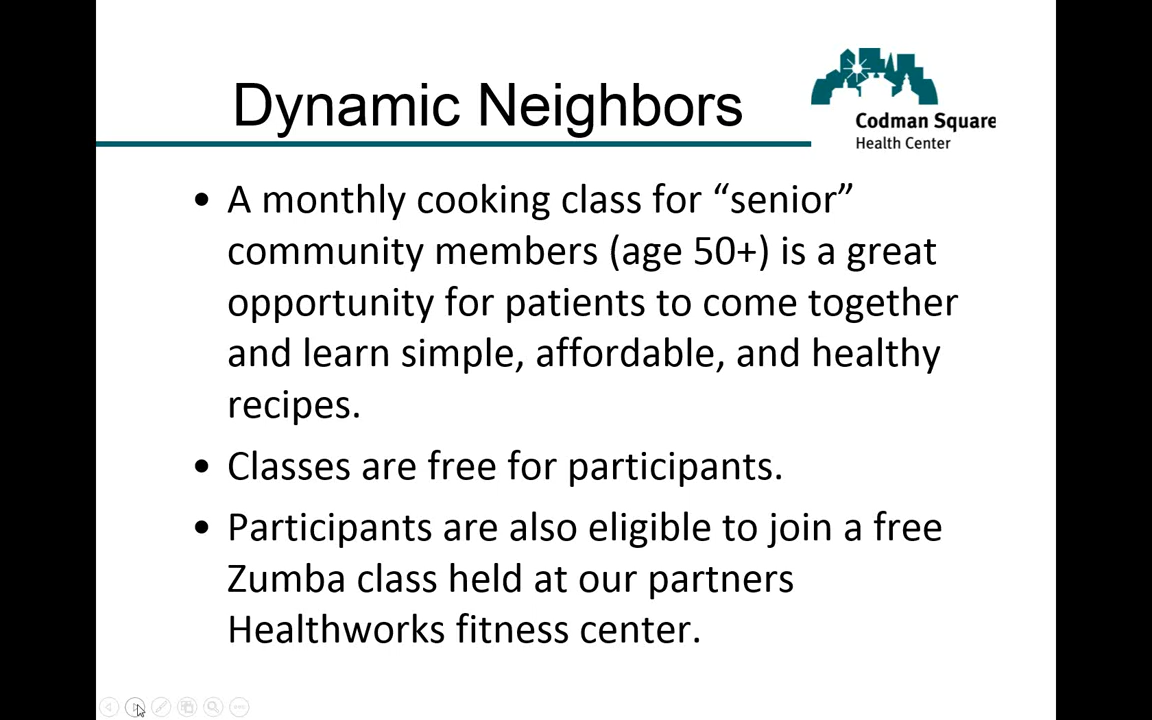 Dynamic Neighbors
Codman Square
Health Center
• A monthly cooking class for “senior”
community members (age 50+) is a great
opportunity for patients to come together
and learn simple, affordable, and healthy
recipes.
• Classes are free for participants.
• Participants are also eligible to join a free
Zumba class held at our partners
Healthworks fitness center.